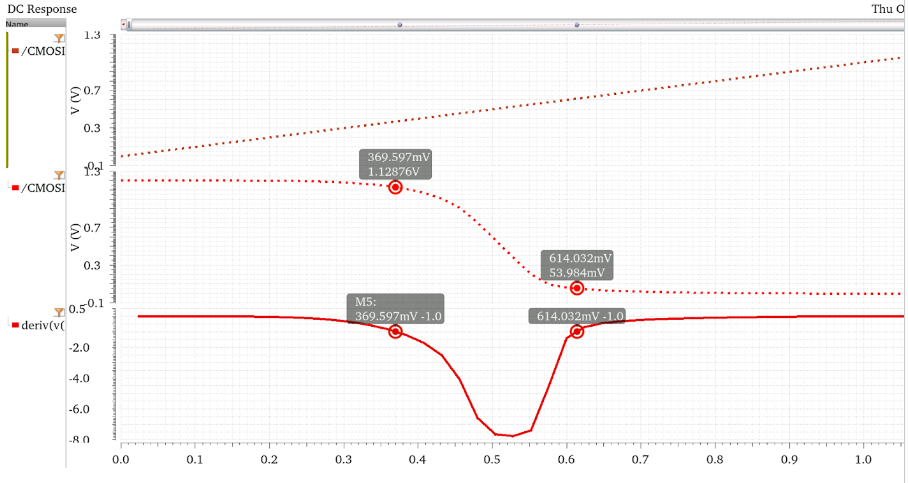 DC Response
Thu O
Name
/CMOSI
1.3
0.7
0.3
-0.1
V (V)
369.597mV
1.12876V
/CMOSI
1.3
0.7
0.3
-0.1
V (V)
614.032mV
53.984mV
deriv(v(
0.5
-2.0
-4.0
-6.0
-8.0
M5:
369.597mV -1.0
614.032mV -1.0
0.0 0.1 0.2 0.3 0.4 0.5 0.6 0.7 0.8 0.9 1.0